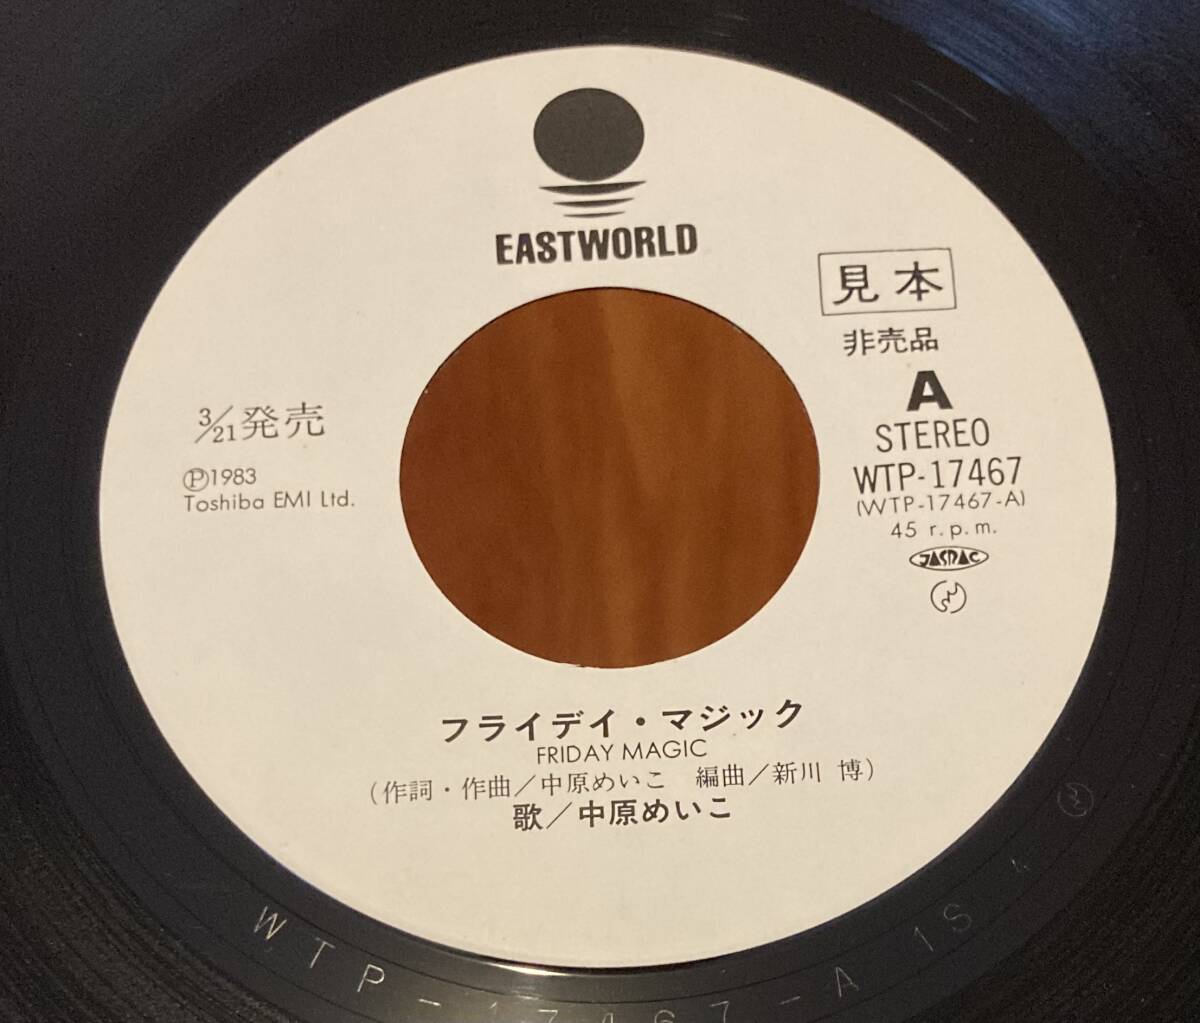 EASTWORLD
見本
非売品
A
STEREO
WTP-17467
(WTP-17467-A)
45 r.p.m.
JASRAC
3/21発売
Ⓟ1983
Toshiba EMI Ltd.
フライデイ・マジック
FRIDAY MAGIC
(作詞・作曲/中原めいこ 編曲/新川 博)
歌/中原めいこ
WTP-17467-A 1S 4